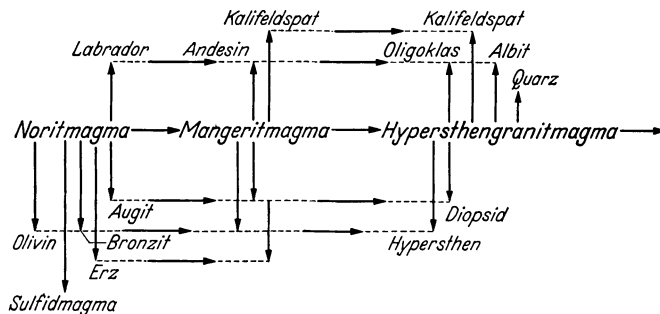 Kalifeldspat Kalifeldspat
Labrador Andesin Oligoklas Albit
Quarz
Noritmagma Mangeritmagma Hypersthengranitmagma
Augit Diopsid
Olivin Bronzit Hypersthen
Erz
Sulfidmagma